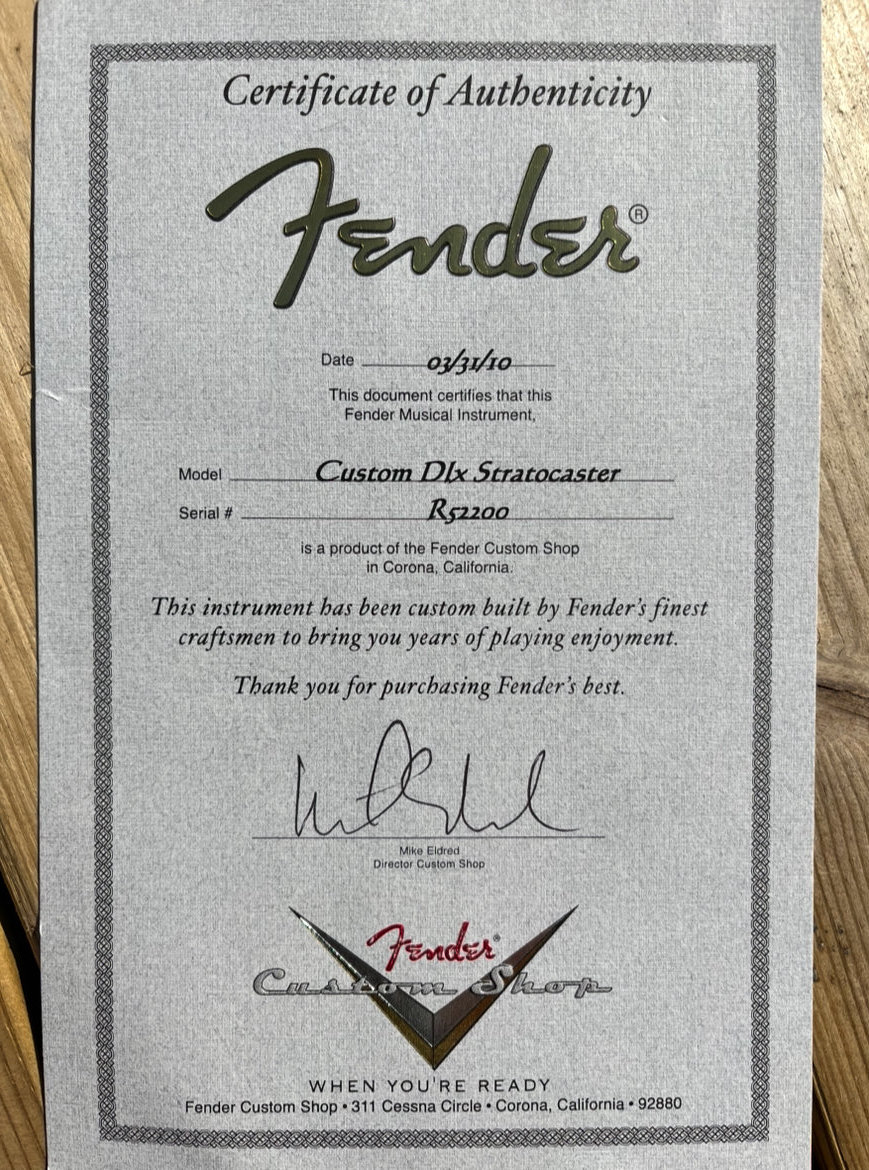 Certificate of Authenticity
Fender®
Date 03/31/10
This document certifies that this
Fender Musical Instrument,
Model Custom Dlx Stratocaster
Serial # R52200
is a product of the Fender Custom Shop
in Corona, California.
This instrument has been custom built by Fender's finest
craftsmen to bring you years of playing enjoyment.
Thank you for purchasing Fender's best.
Mike Eldred
Director Custom Shop
Fender®
Custom Shop
WHEN YOU'RE READY
Fender Custom Shop • 311 Cessna Circle • Corona, California • 92880